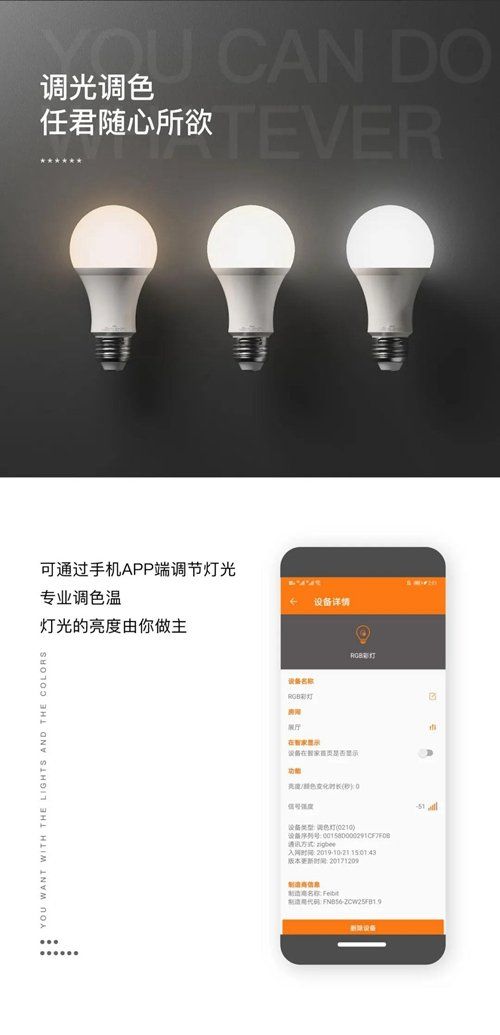 YOU CAN DO
WHATEVER
调光调色
任君随心所欲
可通过手机APP端调节灯光
专业调色温
灯光的亮度由你做主
YOU WANT WITH THE LIGHTS AND THE COLORS
设备详情
RGB彩灯
设备名称
RGB彩灯
房间
展厅
在智家显示
设备在智家首页是否显示
功能
亮度/颜色变化时长(秒): 0
信号强度
-51
设备类型: 调色灯(0210)
设备序列号: 00158D000291CF7F0B
通讯方式: zigbee
入网时间: 2019-10-21 15:01:43
版本更新时间: 20171209
制造商信息
制造商名称: Feibit
制造商代码: FNB56-ZCW25FB1.9
删除设备